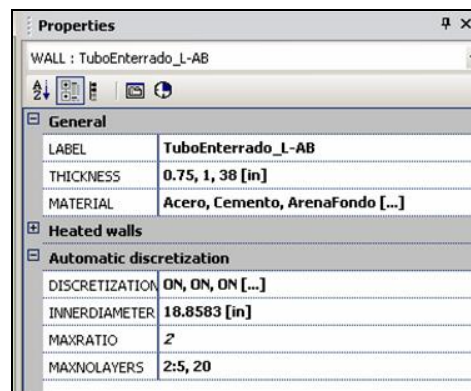 Properties
WALL : TuboEnterrado_L-AB
General
LABEL TuboEnterrado_L-AB
THICKNESS 0.75, 1, 38 [in]
MATERIAL Acero, Cemento, ArenaFondo [...]
Heated walls
Automatic discretization
DISCRETIZATION ON, ON, ON [...]
INNERDIAMETER 18.8583 [in]
MAXRATIO 2
MAXNOLAYERS 2:5, 20